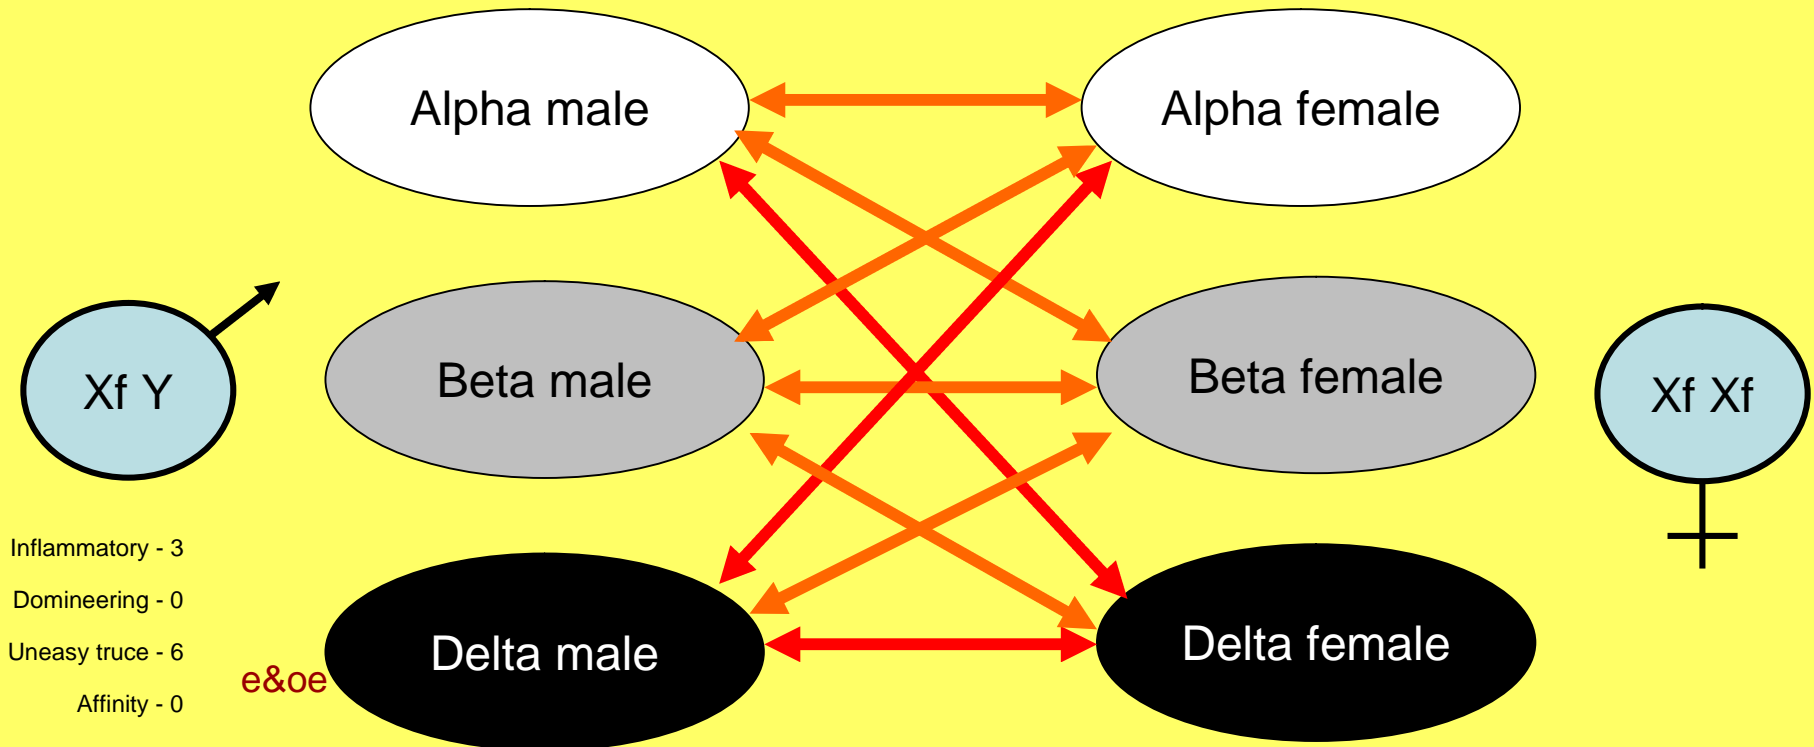 Alpha male
Alpha female
Xf Y
Beta male
Beta female
Xf Xf
Inflammatory - 3
Domineering - 0
Uneasy truce - 6
Affinity - 0
e&oe
Delta male
Delta female